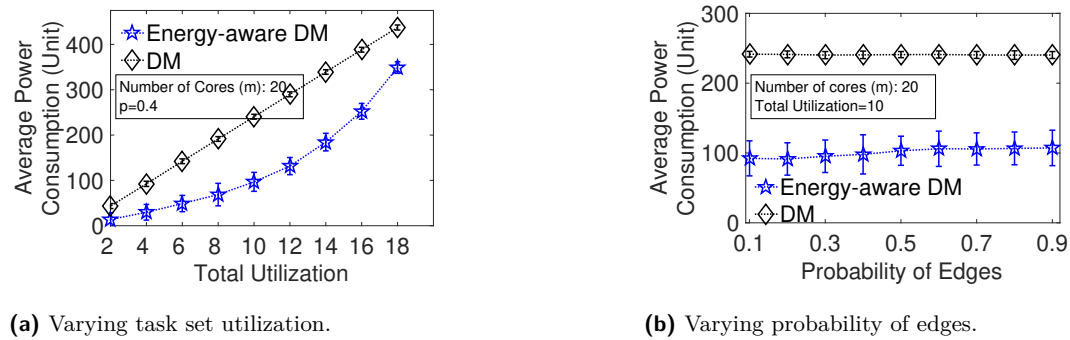 Average Power
Consumption (Unit)
400
300
200
100
0
Energy-aware DM
DM
Number of Cores (m): 20
p=0.4
2 4 6 8 10 12 14 16 18
Total Utilization
(a) Varying task set utilization.
Average Power
Consumption (Unit)
300
200
100
0
Number of cores (m): 20
Total Utilization=10
Energy-aware DM
DM
0.1 0.3 0.5 0.7 0.9
Probability of Edges
(b) Varying probability of edges.